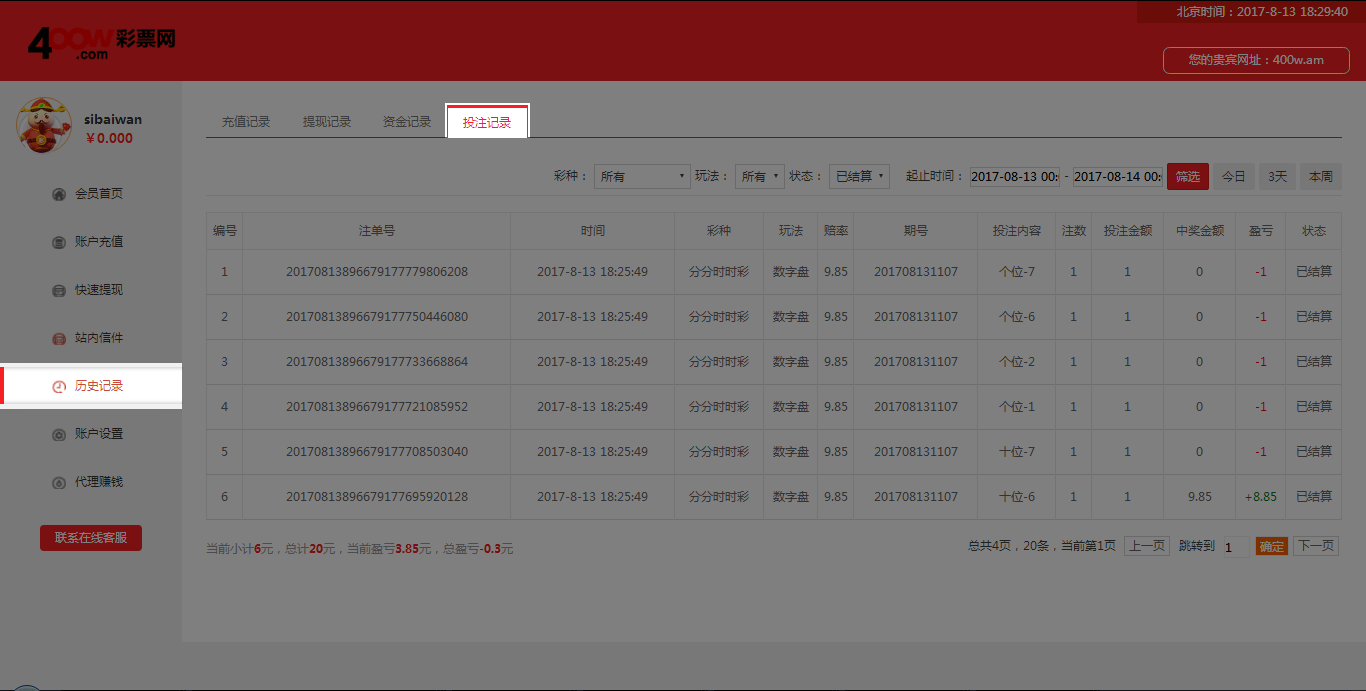 北京时间：2017-8-13 18:29:40
400w彩票网
.com
您的贵宾网址：400w.am
sibaiwan
￥0.000
会员首页
账户充值
快速提现
站内信件
历史记录
账户设置
代理赚钱
联系在线客服
充值记录 提现记录 资金记录 投注记录
彩种： 所有 玩法： 所有 状态： 已结算 起止时间： 2017-08-13 00: - 2017-08-14 00: 筛选 今日 3天 本周
编号 注单号 时间 彩种 玩法 赔率 期号 投注内容 注数 投注金额 中奖金额 盈亏 状态
1 20170813896679177779806208 2017-8-13 18:25:49 分分时时彩 数字盘 9.85 201708131107 个位-7 1 1 0 -1 已结算
2 20170813896679177750446080 2017-8-13 18:25:49 分分时时彩 数字盘 9.85 201708131107 个位-6 1 1 0 -1 已结算
3 20170813896679177733668864 2017-8-13 18:25:49 分分时时彩 数字盘 9.85 201708131107 个位-2 1 1 0 -1 已结算
4 20170813896679177721085952 2017-8-13 18:25:49 分分时时彩 数字盘 9.85 201708131107 个位-1 1 1 0 -1 已结算
5 20170813896679177708503040 2017-8-13 18:25:49 分分时时彩 数字盘 9.85 201708131107 十位-7 1 1 0 -1 已结算
6 20170813896679177695920128 2017-8-13 18:25:49 分分时时彩 数字盘 9.85 201708131107 十位-6 1 1 9.85 +8.85 已结算
当前小计6元，总计20元，当前盈亏3.85元，总盈亏-0.3元
总共4页，20条，当前第1页 上一页 跳转到 1 确定 下一页